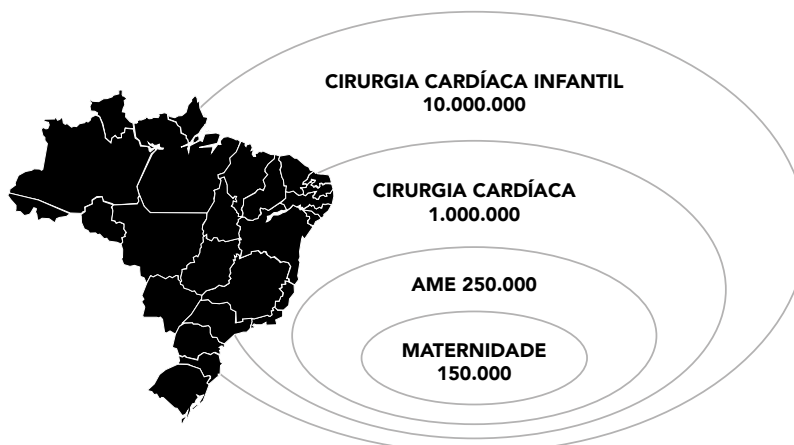 CIRURGIA CARDÍACA INFANTIL
10.000.000
CIRURGIA CARDÍACA
1.000.000
AME 250.000
MATERNIDADE
150.000